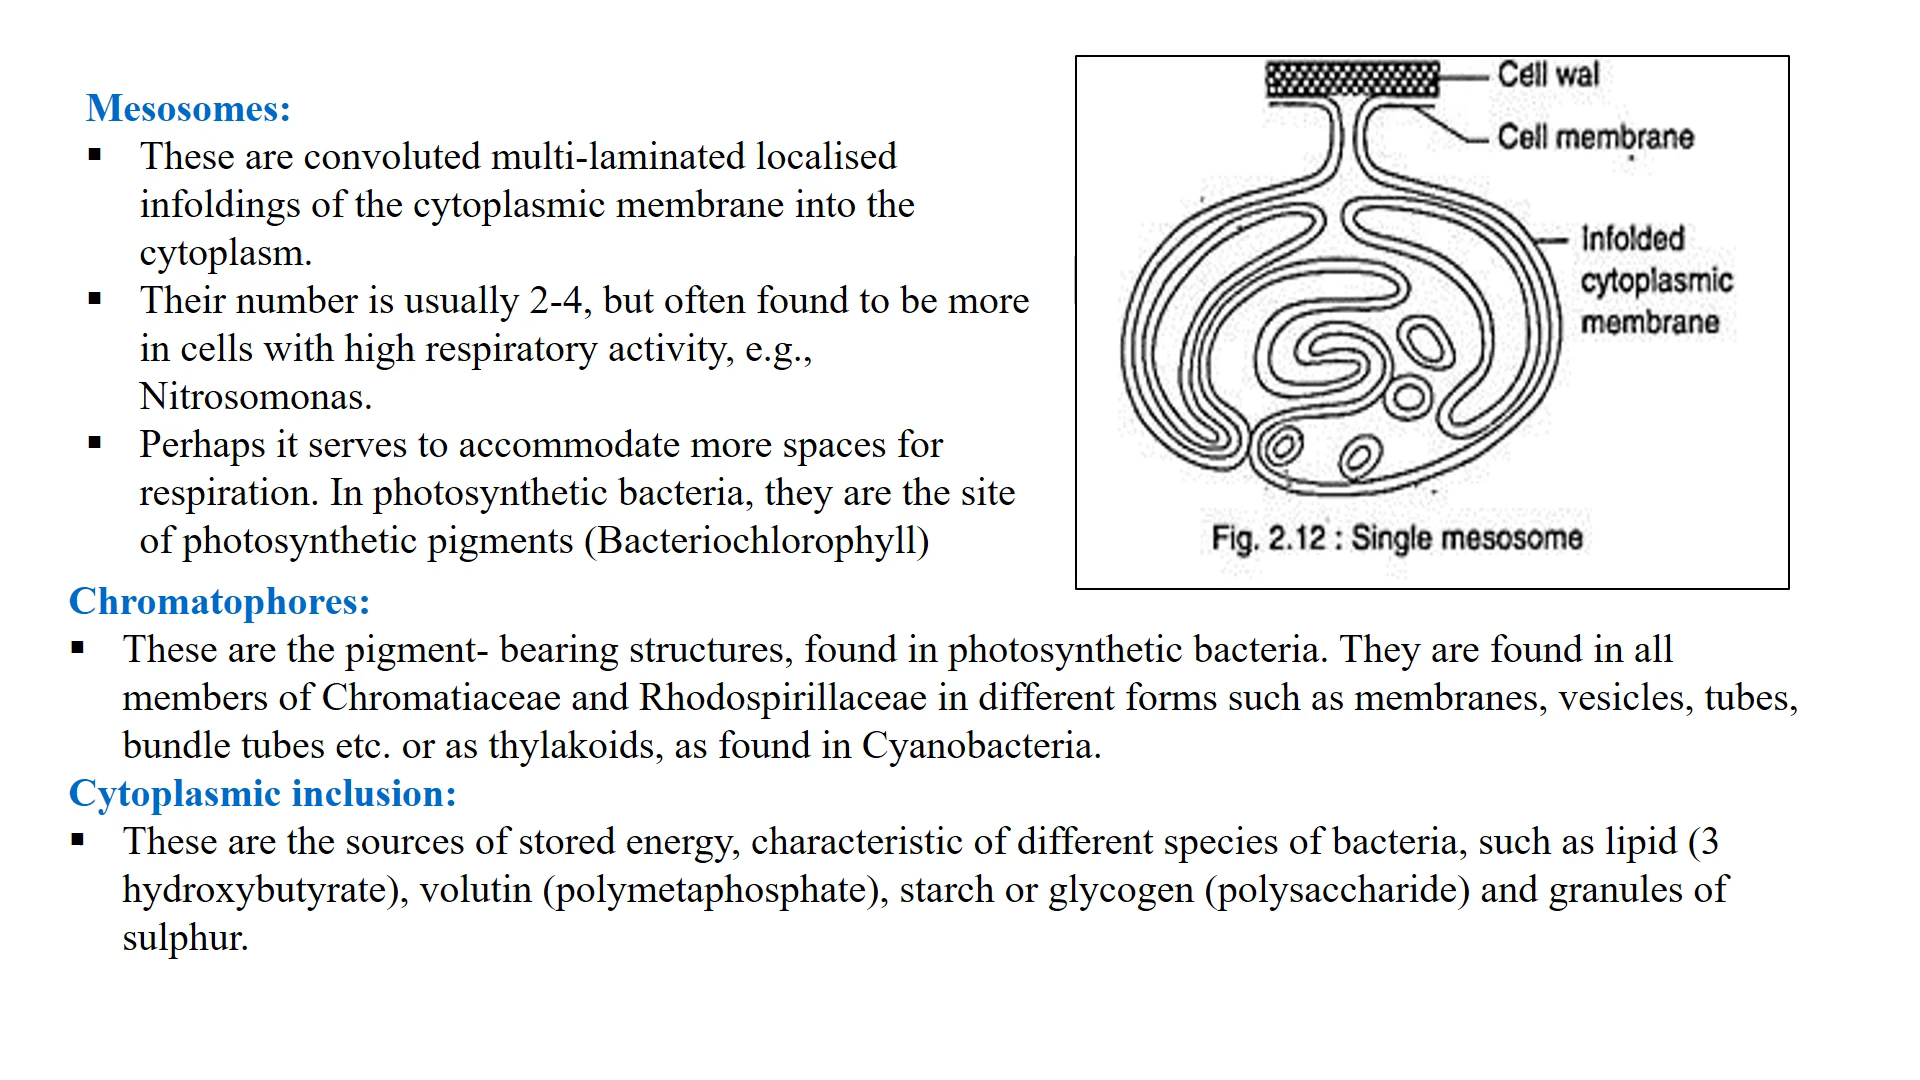 Mesosomes:
▪ These are convoluted multi-laminated localised
infoldings of the cytoplasmic membrane into the
cytoplasm.
▪ Their number is usually 2-4, but often found to be more
in cells with high respiratory activity, e.g.,
Nitrosomonas.
▪ Perhaps it serves to accommodate more spaces for
respiration. In photosynthetic bacteria, they are the site
of photosynthetic pigments (Bacteriochlorophyll)
Cell wal
Cell membrane
Infolded
cytoplasmic
membrane
Fig. 2.12 : Single mesosome
Chromatophores:
▪ These are the pigment- bearing structures, found in photosynthetic bacteria. They are found in all
members of Chromatiaceae and Rhodospirillaceae in different forms such as membranes, vesicles, tubes,
bundle tubes etc. or as thylakoids, as found in Cyanobacteria.
Cytoplasmic inclusion:
▪ These are the sources of stored energy, characteristic of different species of bacteria, such as lipid (3
hydroxybutyrate), volutin (polymetaphosphate), starch or glycogen (polysaccharide) and granules of
sulphur.